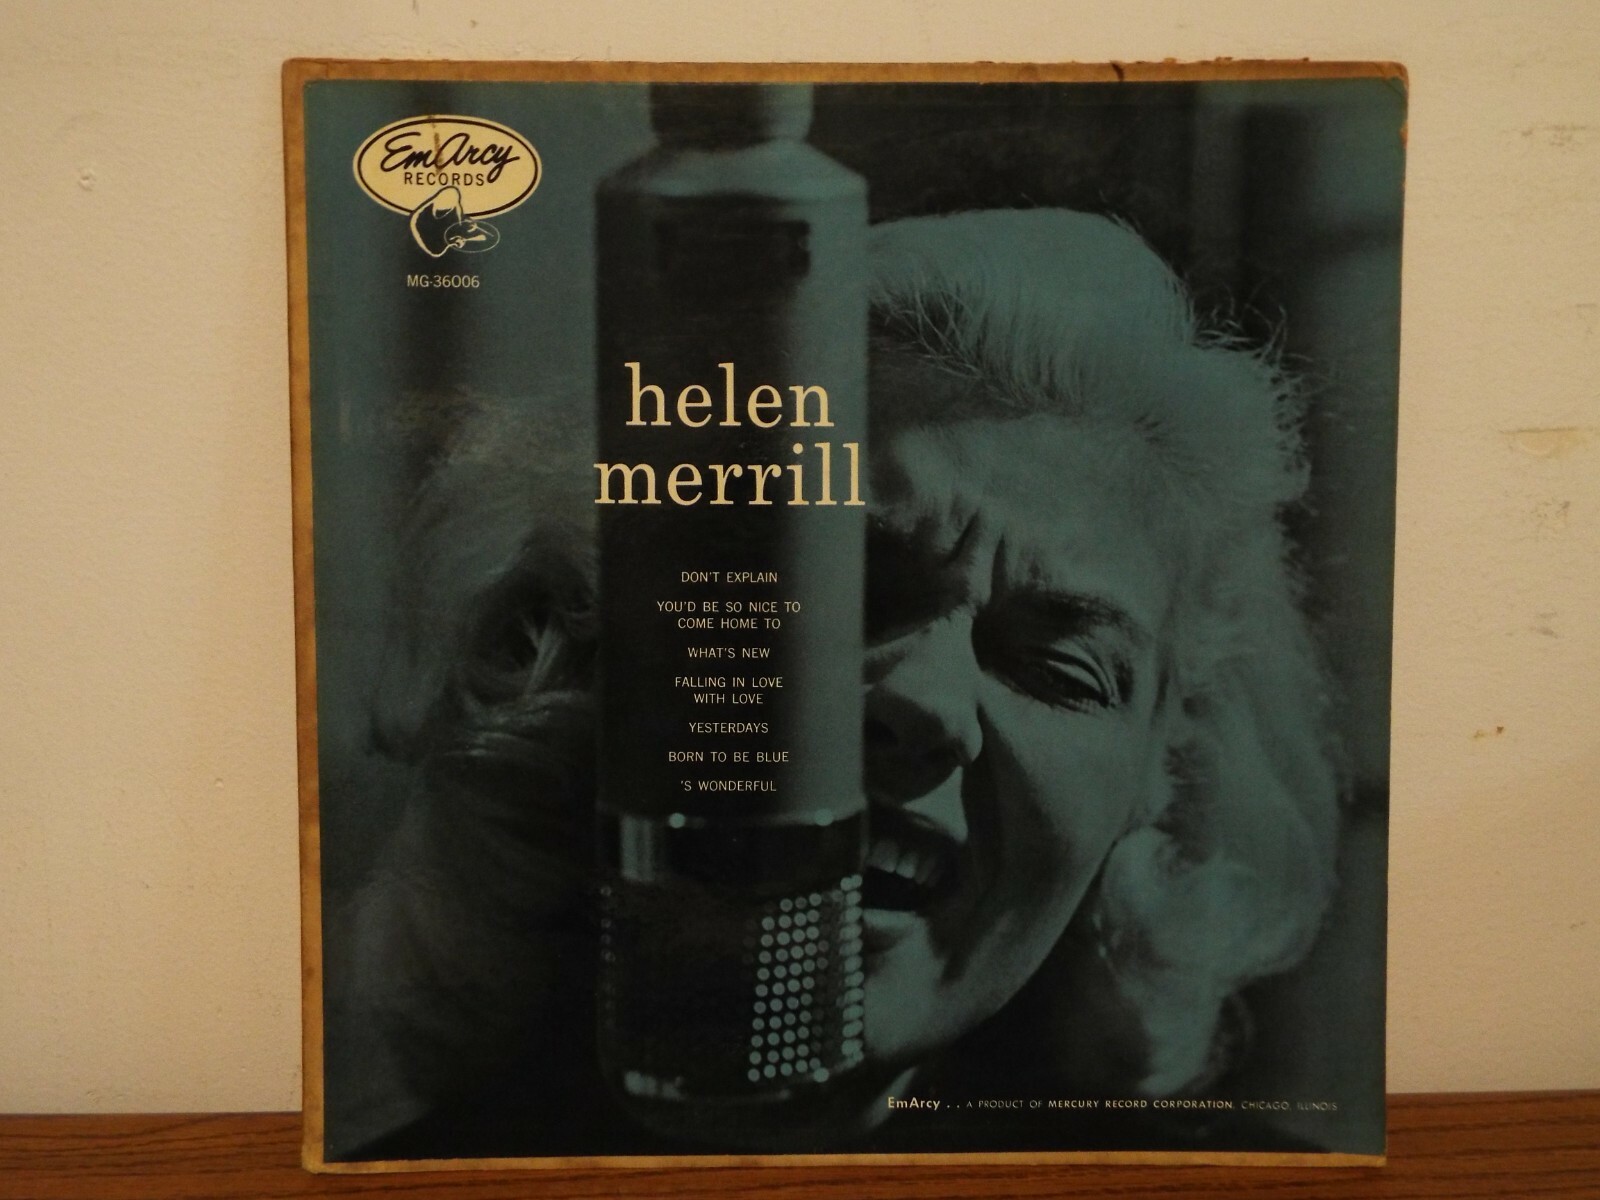 EmArcy
RECORDS
MG-36006
helen
merrill
DON'T EXPLAIN
YOU'D BE SO NICE TO
COME HOME TO
WHAT'S NEW
FALLING IN LOVE
WITH LOVE
YESTERDAYS
BORN TO BE BLUE
'S WONDERFUL
EmArcy . . A PRODUCT OF MERCURY RECORD CORPORATION, CHICAGO, ILLINOIS